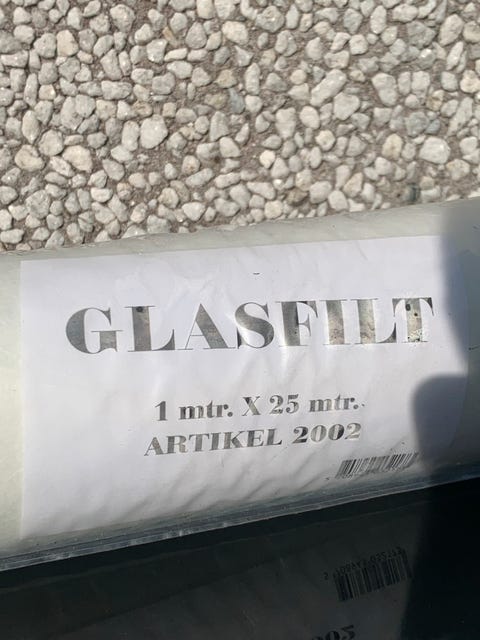 GLASFILT
1 mtr. X 25 mtr.
ARTIKEL 2002